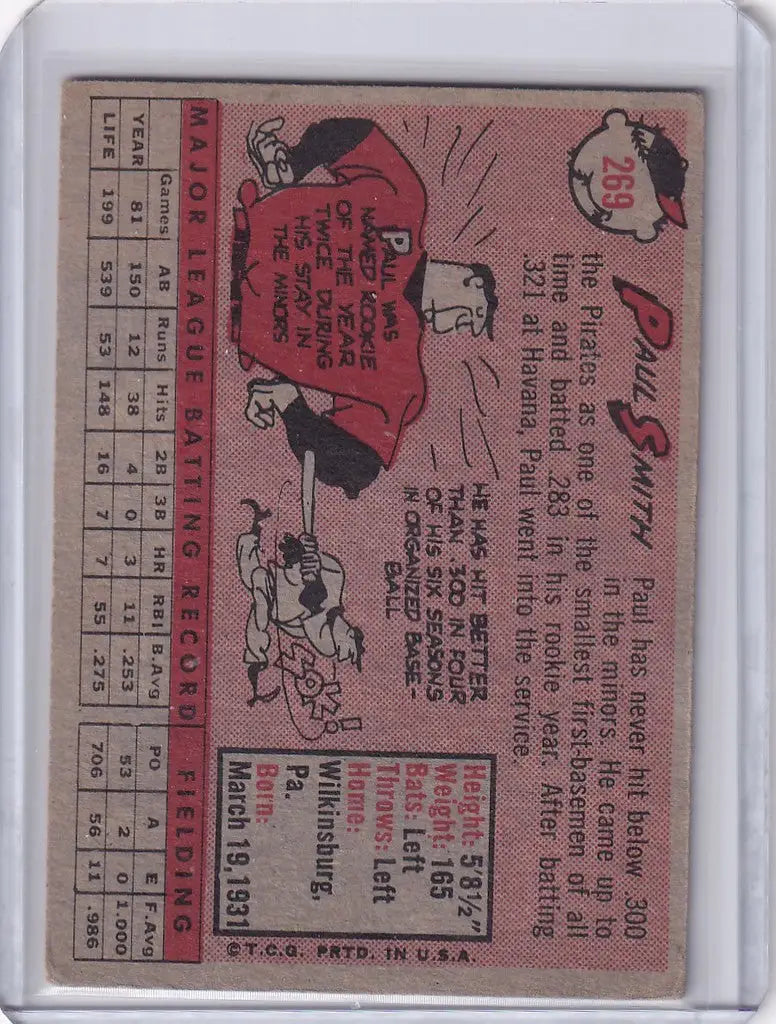 269
PAUL SMITH
Paul has never hit below .300
in the minors. He came up to
the Pirates as one of the smallest first-basemen of all
time and batted .283 in his rookie year. After batting
.321 at Havana, Paul went into the service.
PAUL WAS
NAMED ROOKIE
OF THE YEAR
TWICE DURING
HIS STAY IN
THE MINORS
HE HAS HIT BETTER
THAN .300 IN FOUR
OF HIS SIX SEASONS
IN ORGANIZED BASE-
BALL
Height: 5'8½"
Weight: 165
Bats: Left
Throws: Left
Home:
Wilkinsburg,
Pa.
Born:
March 19, 1931
© T.C.G. PRTD. IN U.S.A.
MAJOR LEAGUE BATTING RECORD FIELDING
Games AB Runs Hits 2B 3B HR RBI B.Avg PO A E F.Avg
YEAR 81 150 12 38 4 0 3 11 .253 53 2 0 1.000
LIFE 199 539 53 148 16 7 7 55 .275 706 56 11 .986